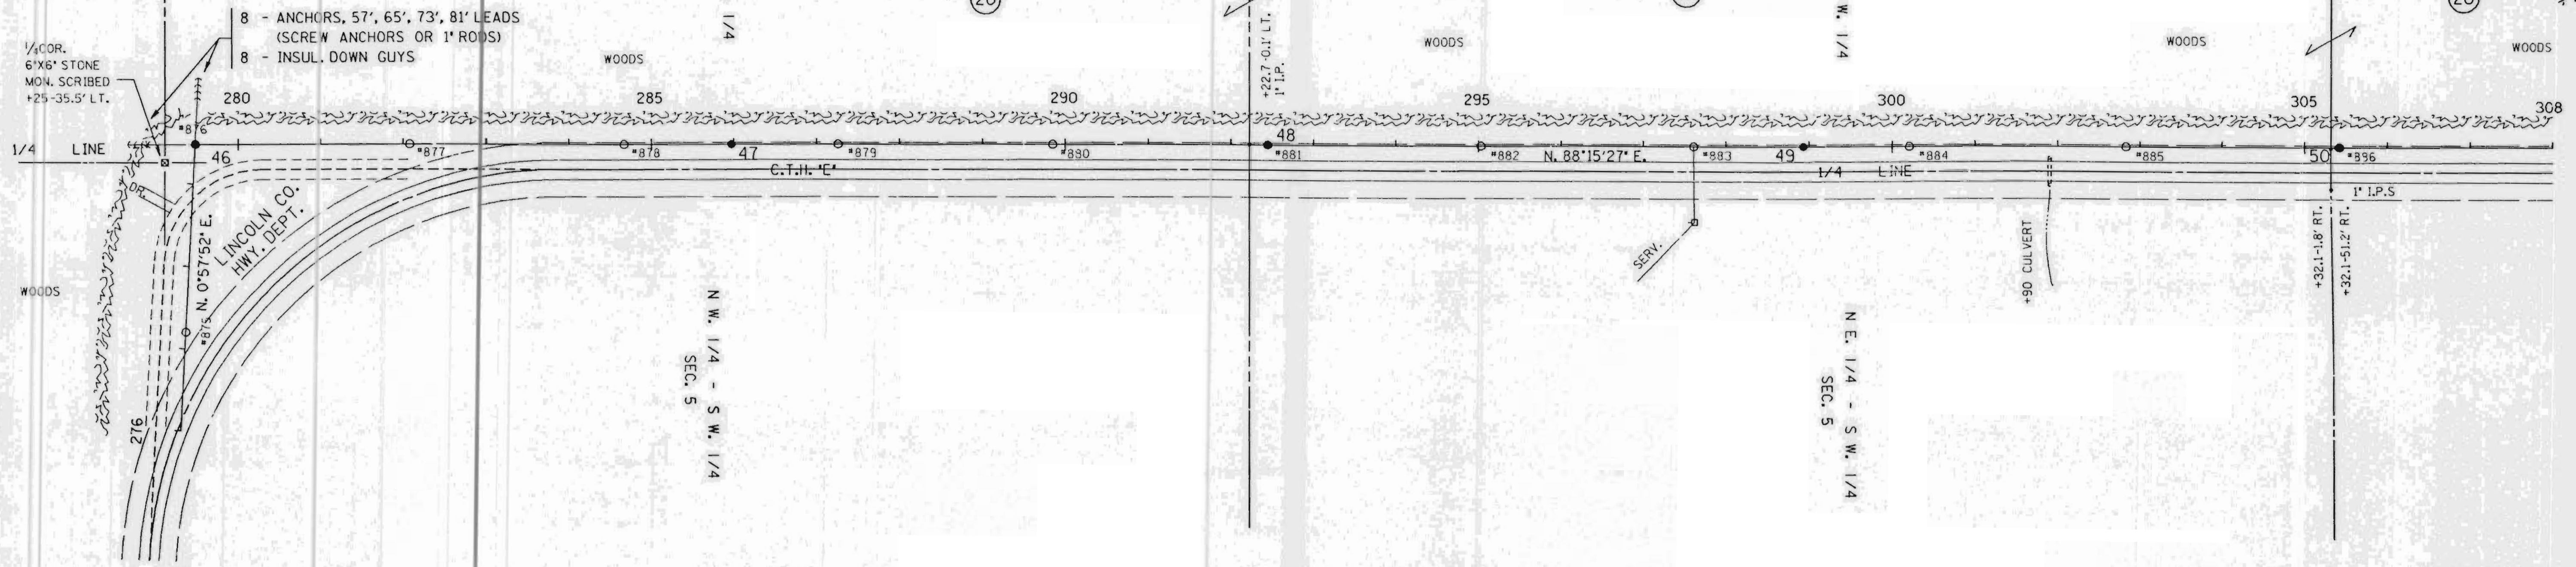 8 - ANCHORS, 57', 65', 73', 81' LEADS
(SCREW ANCHORS OR 1" RODS)
8 - INSUL. DOWN GUYS
1/4 COR.
6"X6" STONE
MON. SCRIBED
+25-35.5' LT.
1/4
W. 1/4
WOODS
WOODS
WOODS
WOODS
+22.7-0.1' LT.
1" I.P.
280
285
290
295
300
305
308
1/4 LINE
"876
46
"877
"878
47
"879
"880
48
"881
"882
N. 88°15'27" E.
"883
49
"884
"885
50
"896
C.T.H. "E"
1/4 LINE
1" I.P.S
DR.
LINCOLN CO.
HWY. DEPT.
N. 0°57'52" E.
"875
276
WOODS
SERV.
+90 CULVERT
+32.1-1.8' RT.
+32.1-51.2' RT.
N W. 1/4 - S W. 1/4
SEC. 5
N E. 1/4 - S W. 1/4
SEC. 5